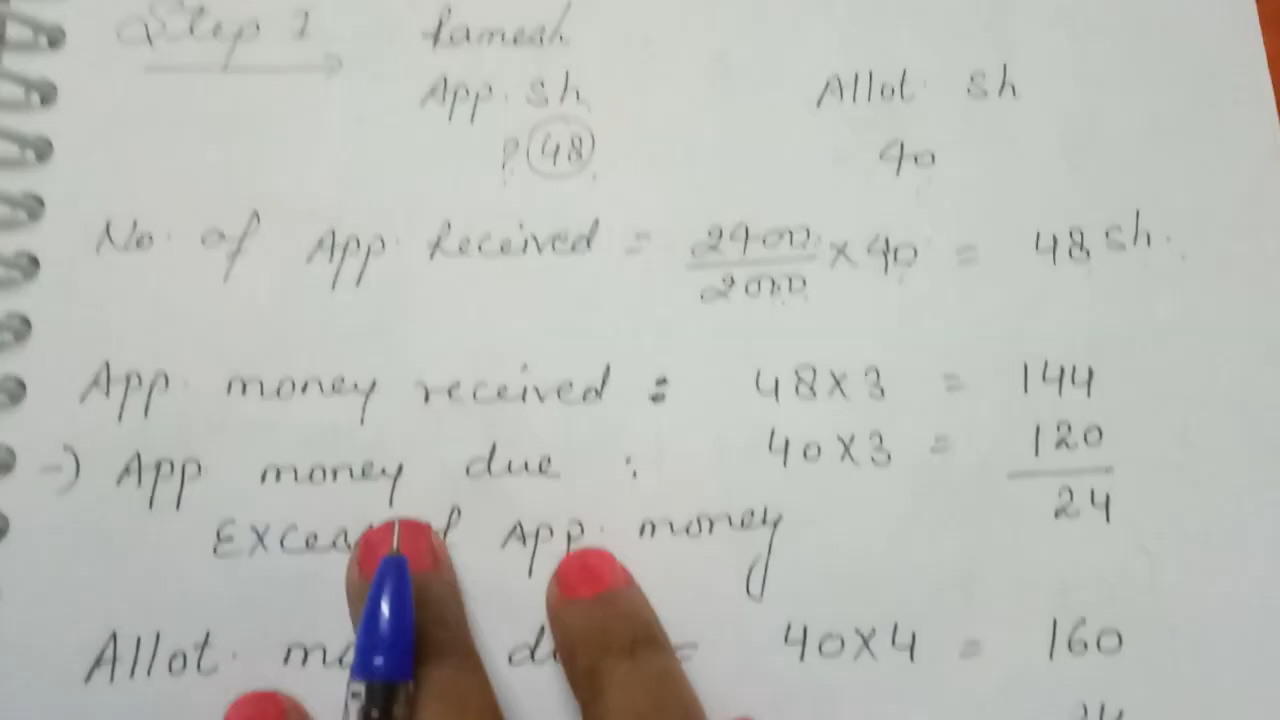 Step 1 Ramesh
App. Sh Allot. Sh
? 48 40
No. of App. Received = 2400/2000 × 40 = 48 sh.
App. money received : 48×3 = 144
-) App money due : 40×3 = 120
App. money 24
Allot. = 40×4 = 160
24